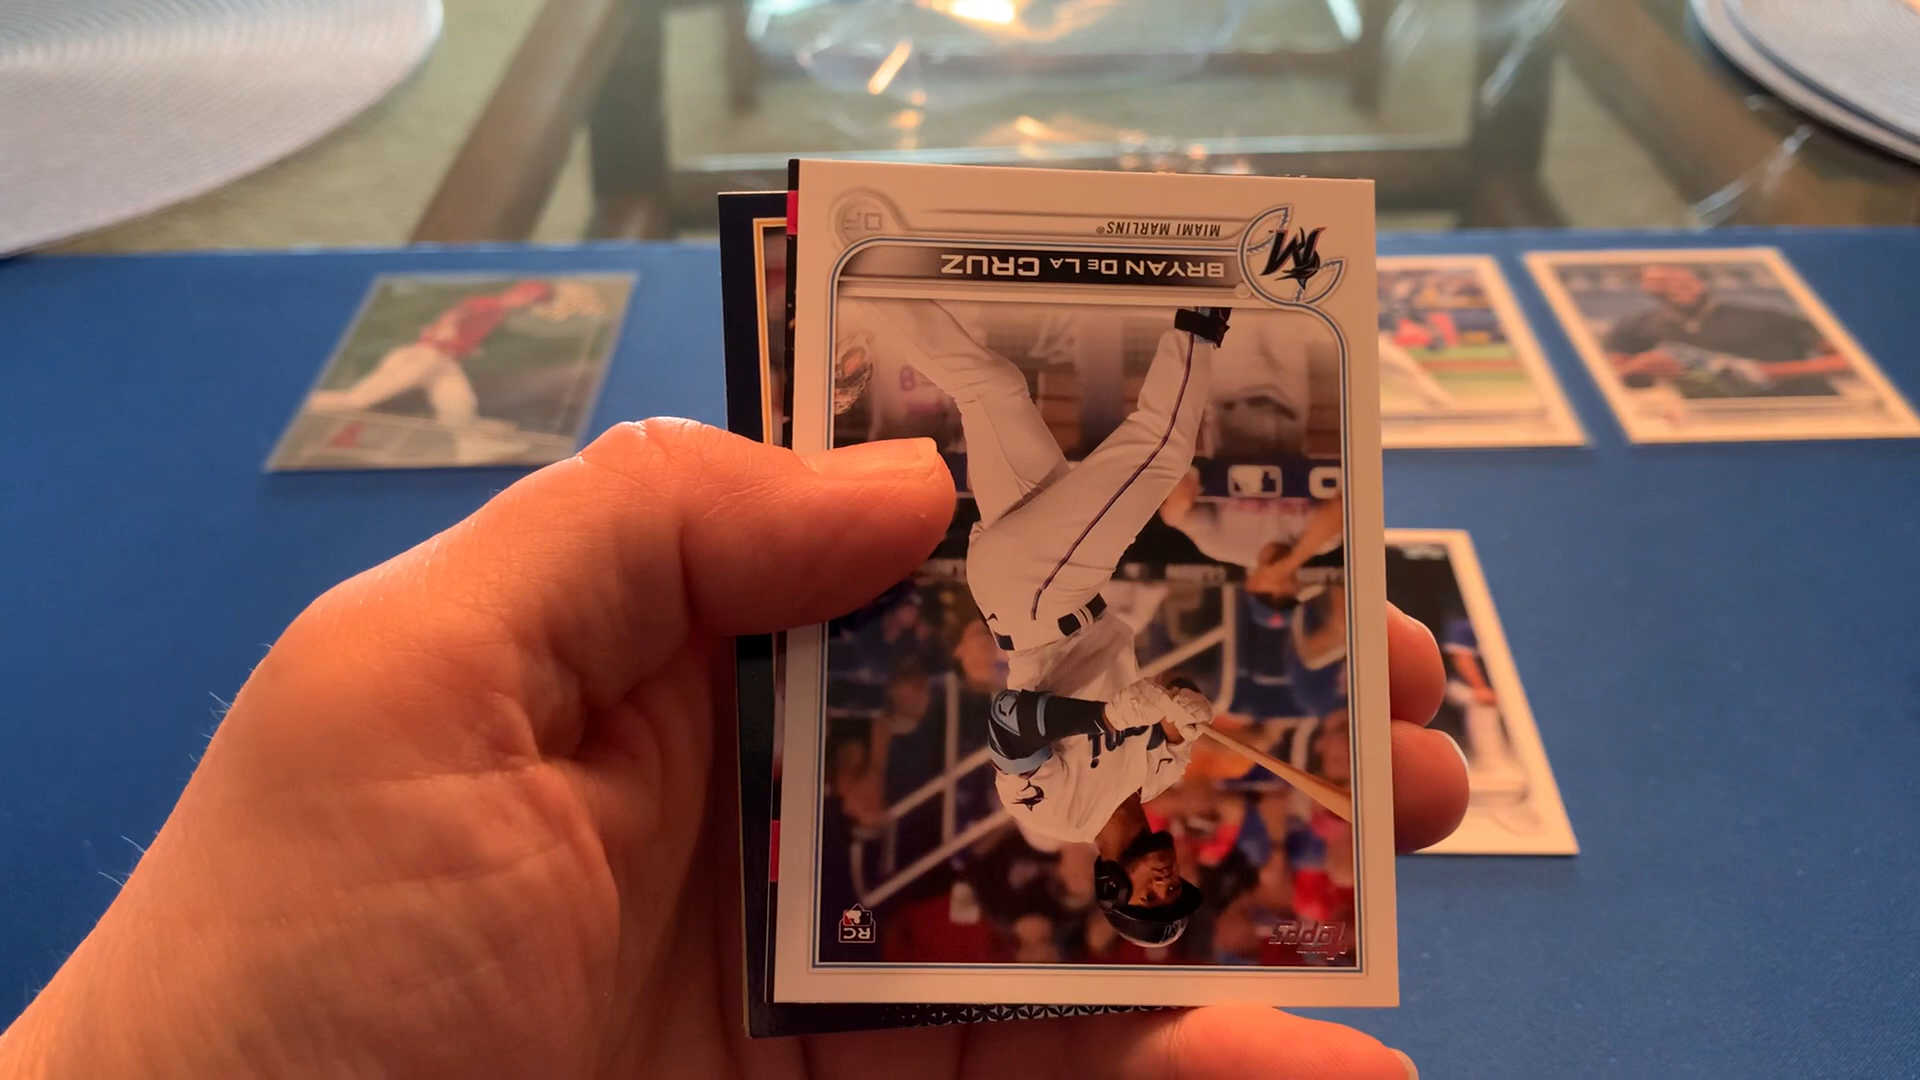 MIAMI MARLINS®
BRYAN DE LA CRUZ
OF
RC
Topps